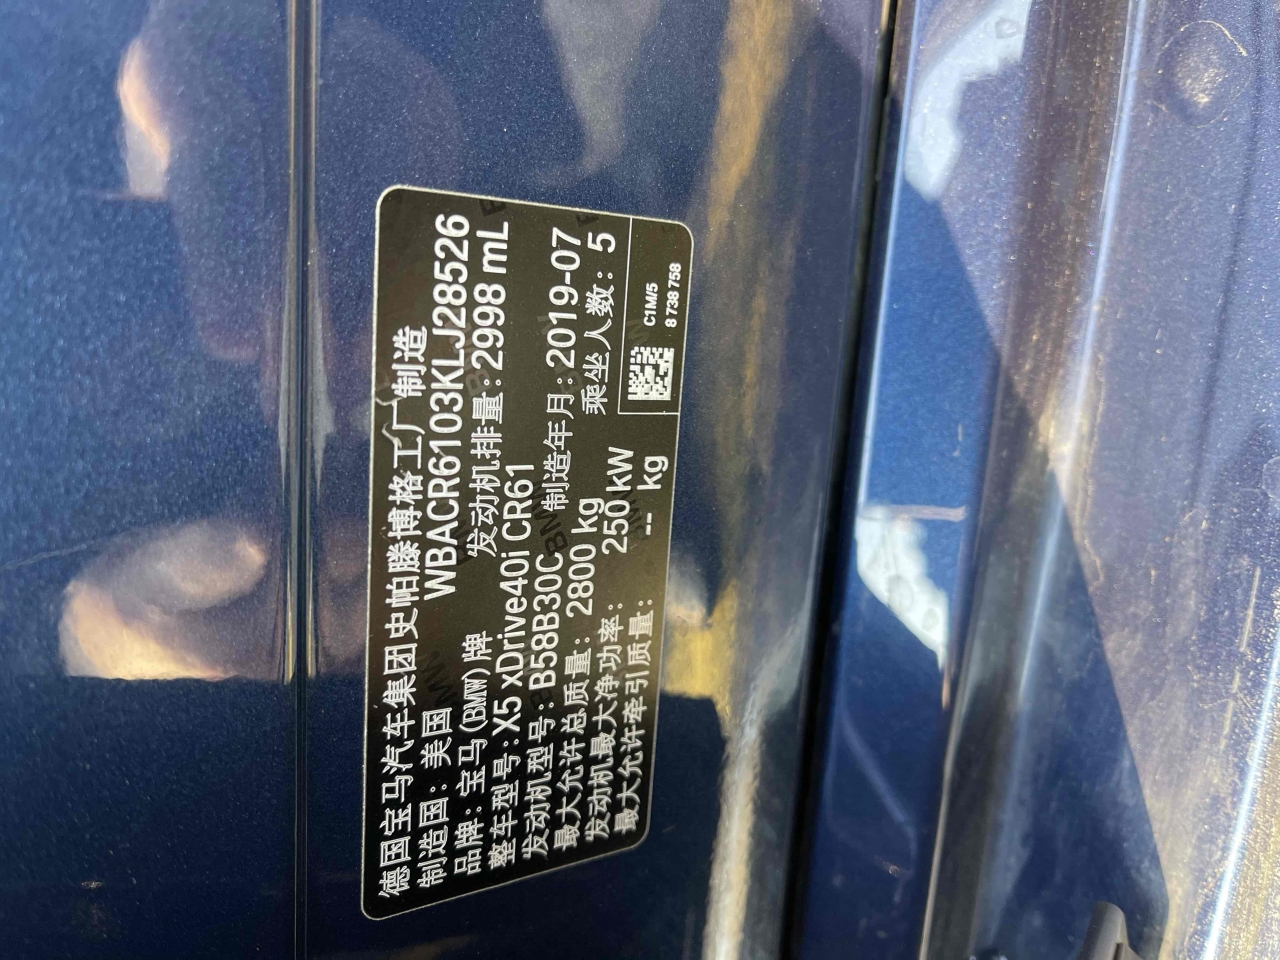 德国宝马汽车集团史帕滕博格工厂制造
制造国：美国 WBACR6103KLJ28526
品牌：宝马(BMW)牌 发动机排量：2998 mL
整车型号：X5 xDrive40i CR61
发动机型号：B58B30C 制造年月：2019-07
最大允许总质量：2800 kg 乘坐人数：5
发动机最大净功率：250 kW
最大允许牵引质量：-- kg
C1M/5
8 738 758